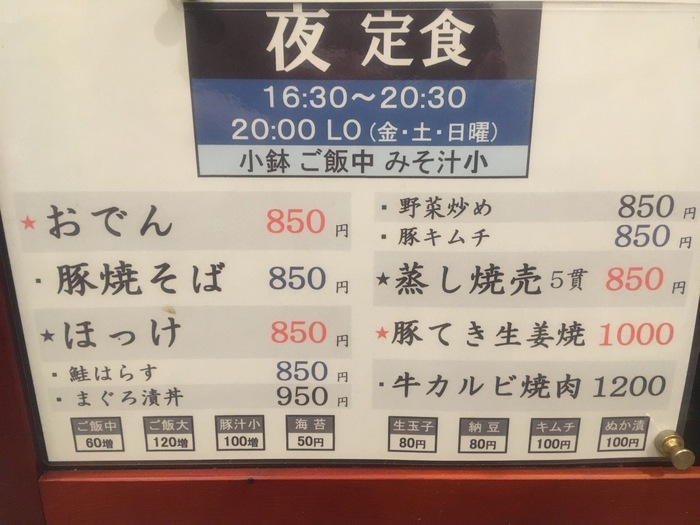 夜 定食
16:30～20:30
20:00 LO (金・土・日曜)
小鉢 ご飯中 みそ汁小
★おでん 850円
・豚焼そば 850円
★ほっけ 850円
・鮭はらす 850円
・まぐろ漬丼 950円
・野菜炒め 850円
・豚キムチ 850円
★蒸し焼売 5貫 850円
★豚てき生姜焼 1000
・牛カルビ焼肉 1200
ご飯中 60増
ご飯大 120増
豚汁小 100増
海苔 50円
生玉子 80円
納豆 80円
キムチ 100円
ぬか漬 100円